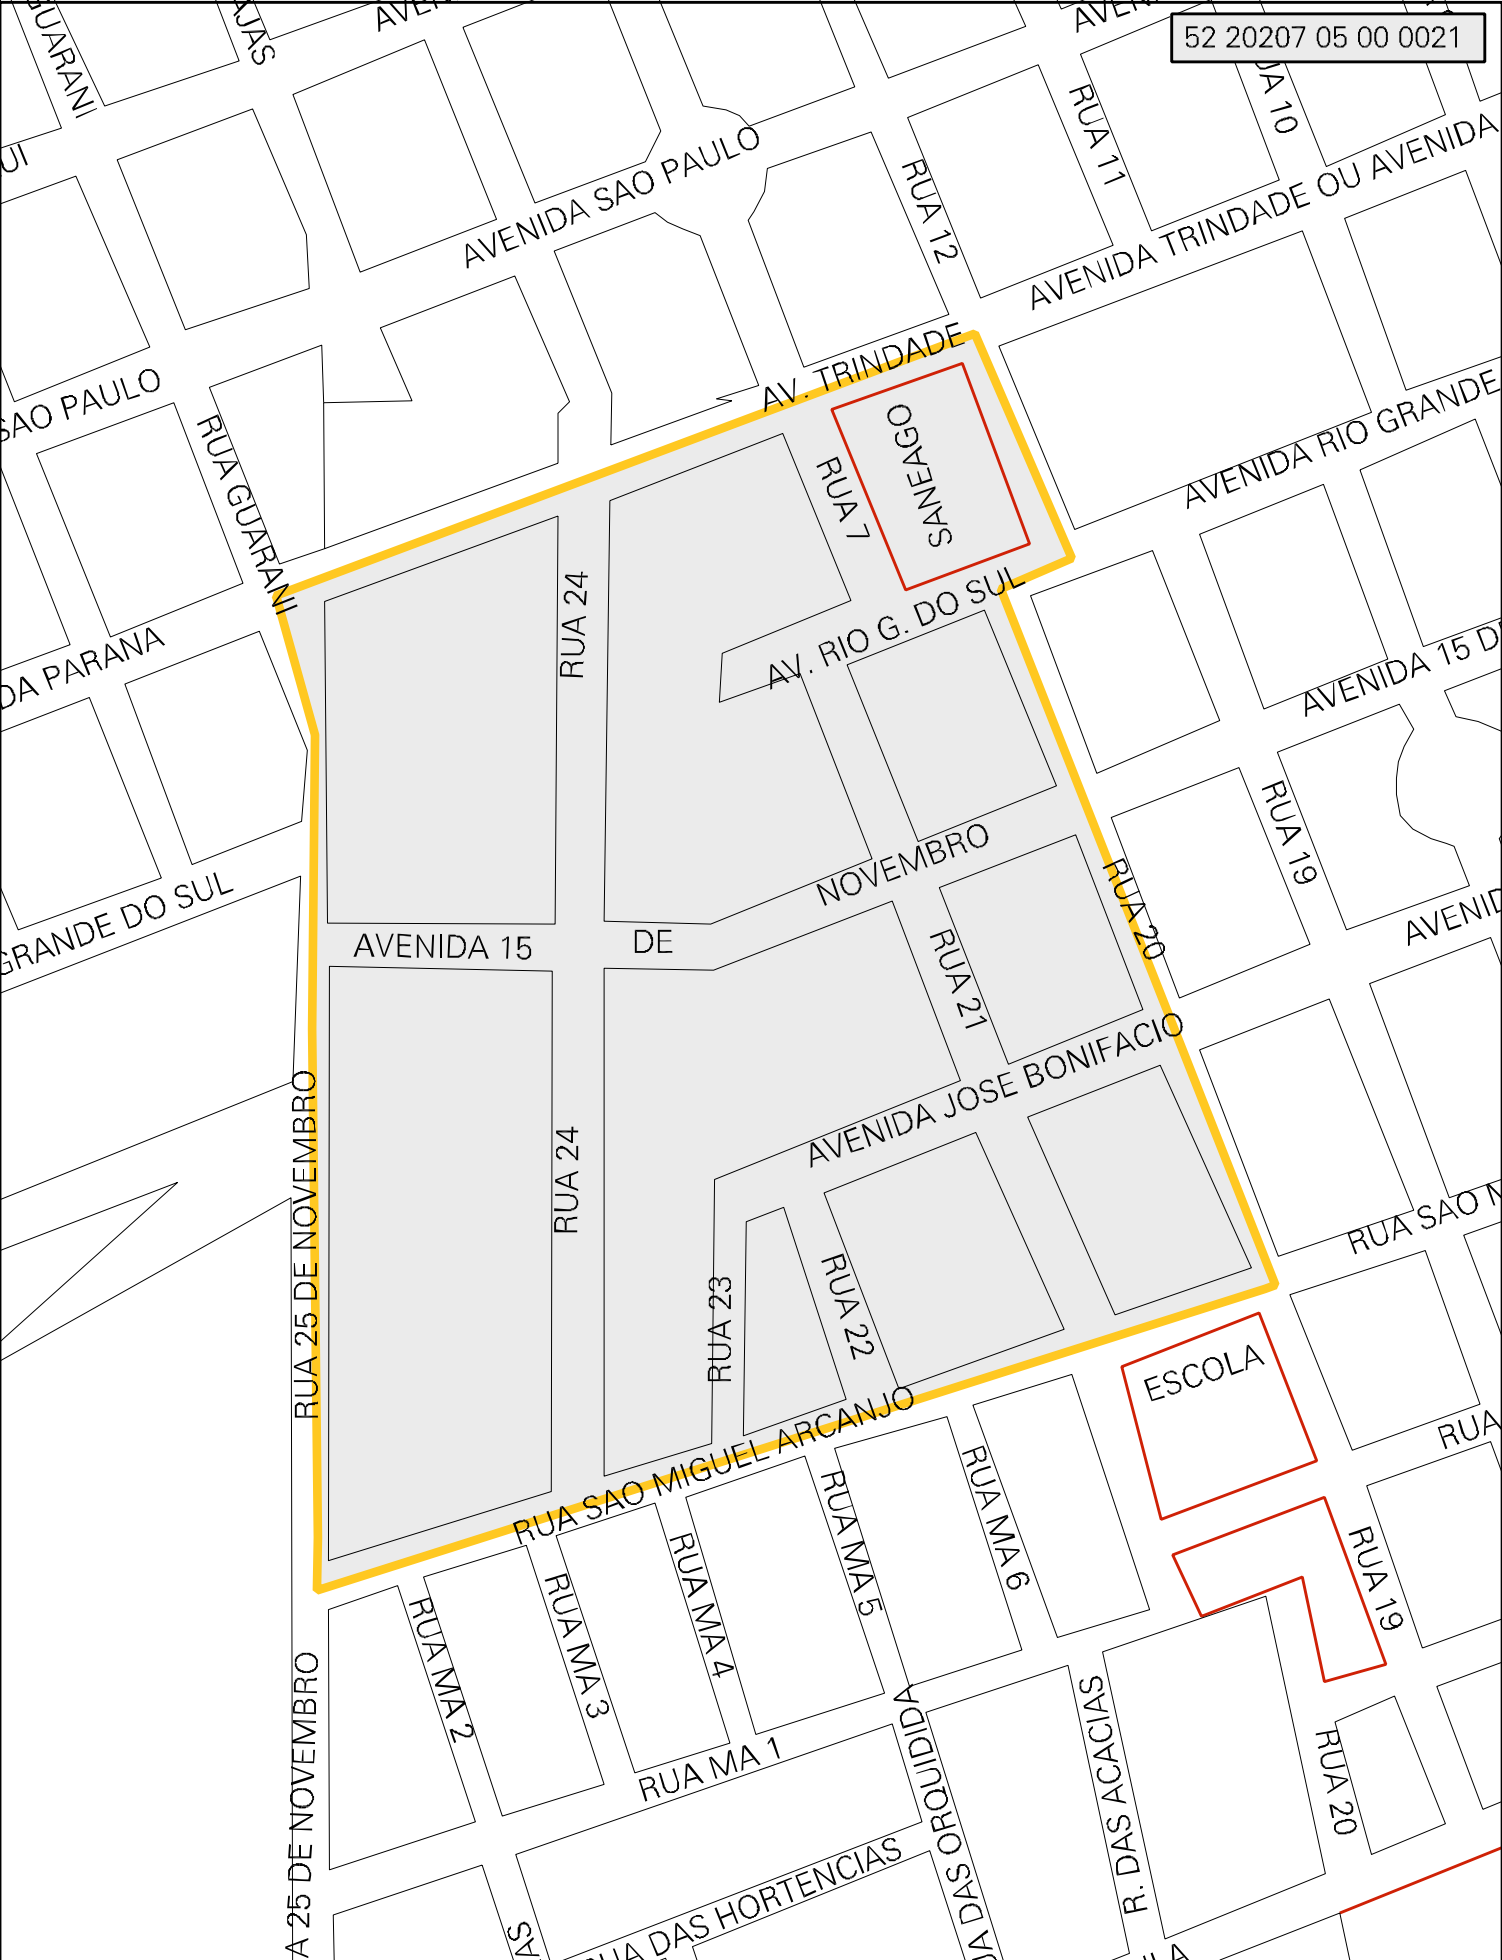 52 20207 05 00 0021
GUARANI
RUA 11
RUA 12
AVENIDA SAO PAULO
AVENIDA TRINDADE OU AVENIDA
AV. TRINDADE
SAO PAULO
RUA GUARANI
SANEAGO
RUA 7
AVENIDA RIO GRANDE
RUA 24
AV. RIO G. DO SUL
DA PARANA
AVENIDA 15 D
RUA 19
GRANDE DO SUL
NOVEMBRO
AVENIDA 15
DE
RUA 20
RUA 21
AVENIDA JOSE BONIFACIO
RUA 25 DE NOVEMBRO
RUA 24
RUA 23
RUA 22
RUA SAO
ESCOLA
RUA SAO MIGUEL ARCANJO
RUA
RUA MA 6
RUA MA 5
RUA MA 4
RUA MA 3
RUA MA 2
RUA 19
RUA MA 1
A 25 DE NOVEMBRO
DAS ORQUIDIDA
R. DAS ACACIAS
RUA 20
DAS HORTENCIAS